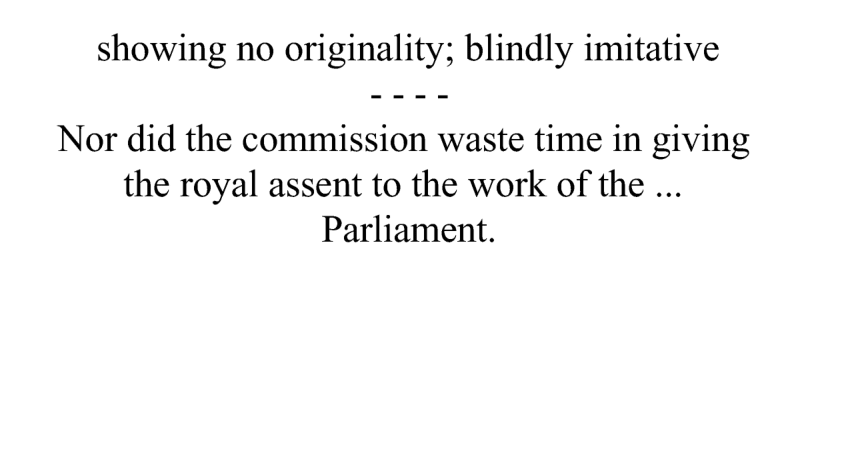 showing no originality; blindly imitative
- - - -
Nor did the commission waste time in giving
the royal assent to the work of the ...
Parliament.